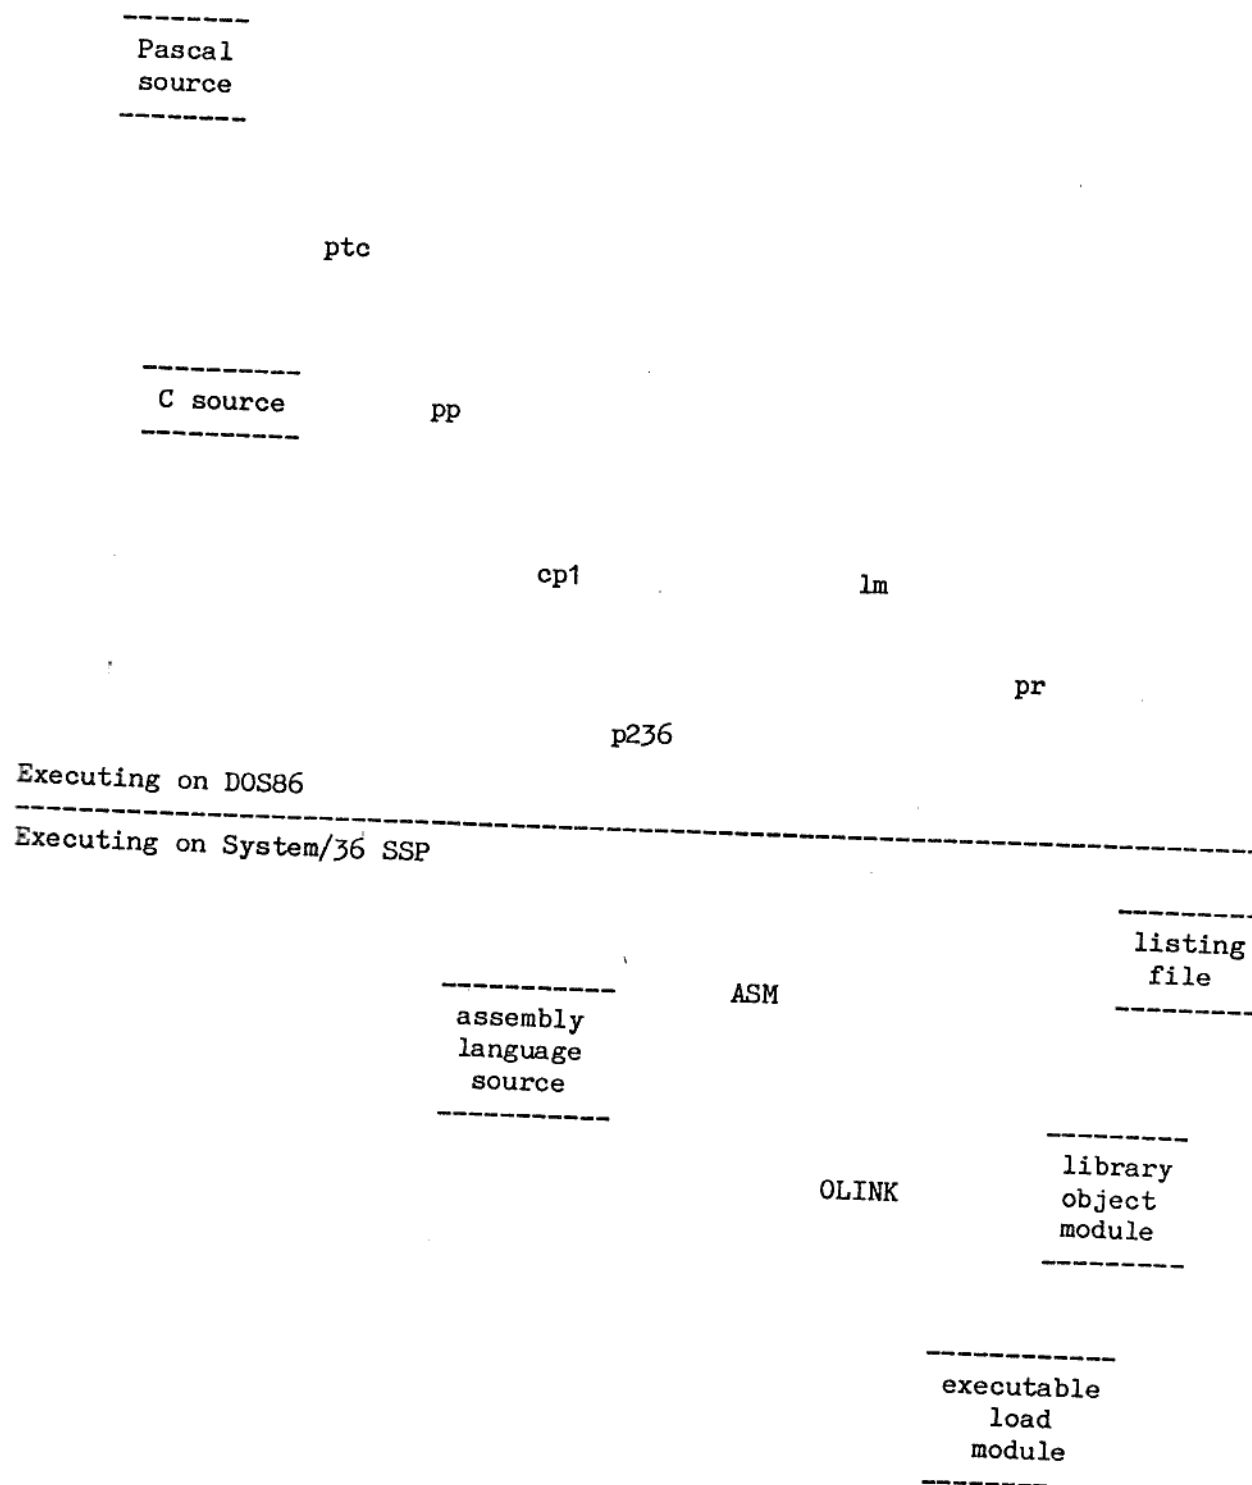 --------
Pascal
source
--------
ptc
----------
C source pp
----------
cp1 lm
pr
p236
Executing on DOS86
--------------------------------------------------------------------------------
Executing on System/36 SSP
---------
listing
file
---------
----------- ASM
assembly
language
source
-----------
---------
library
OLINK object
module
---------
------------
executable
load
module
--------